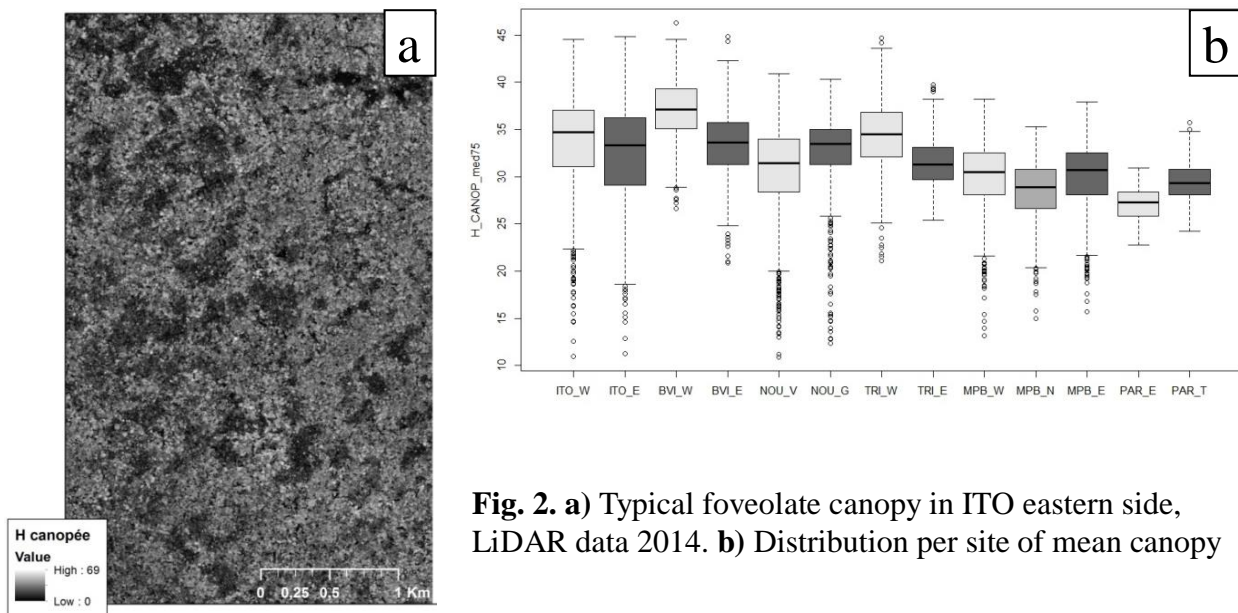 a
H canopée
Value
High : 69
Low : 0
0 0,25 0,5 1 Km
b
H_CANOP_med75
45
40
35
30
25
20
15
10
ITO_W ITO_E BVI_W BVI_E NOU_V NOU_G TRI_W TRI_E MPB_W MPB_N MPB_E PAR_E PAR_T
Fig. 2. a) Typical foveolate canopy in ITO eastern side,
LiDAR data 2014. b) Distribution per site of mean canopy